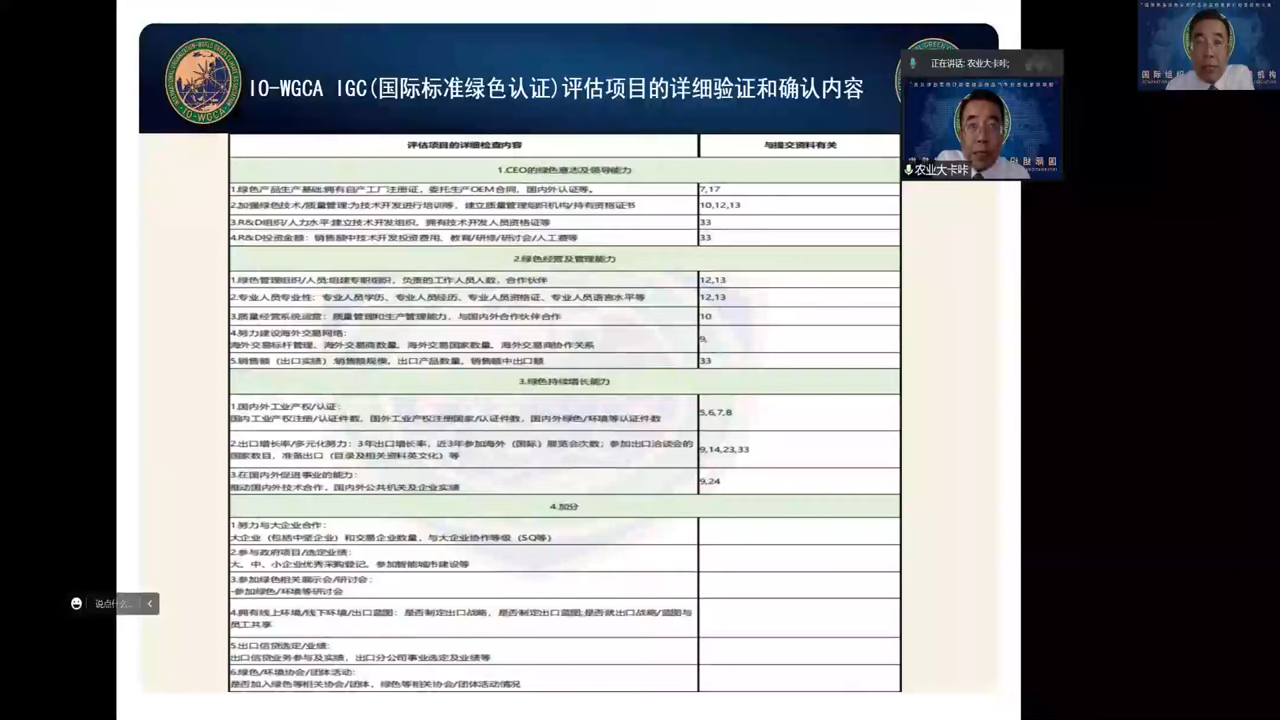 IO-WGCA IGC(国际标准绿色认证)评估项目的详细验证和确认内容
正在讲话: 农业大卡咔;
农业大卡咔
评估项目的详细检查内容
与提交资料有关
1.CEO的绿色意志及领导能力
1.绿色产品生产基础:拥有自产工厂注册证，委托生产OEM合同，国内外认证等。
7,17
2.加强绿色技术/质量管理:为技术开发进行培训等，建立质量管理组织机构/持有资格证书
10,12,13
3.R&D组织/人力水平:建立技术开发组织，拥有技术开发人员资格证等
33
4.R&D投资金额：销售额中技术开发投资费用、教育/研修/研讨会/人工费等
33
2.绿色经营及管理能力
1.绿色管理组织/人员:组建专职组织，负责的工作人员人数，合作伙伴
12,13
2.专业人员专业性：专业人员学历、专业人员经历、专业人员资格证、专业人员语言水平等
12,13
3.质量经营系统运营：质量管理和生产管理能力，与国内外合作伙伴合作
10
4.努力建设海外交易网络:
海外交易标杆管理、海外交易商数量，海外交易国家数量，海外交易商协作关系
9,
5.销售额（出口实绩）:销售额规模，出口产品数量，销售额中出口额
33
3.绿色持续增长能力
1.国内外工业产权/认证：
国内工业产权注册/认证件数，国外工业产权注册国家/认证件数，国内外绿色/环境等认证件数
5,6,7,8
2.出口增长率/多元化努力：3年出口增长率，近3年参加海外（国际）展览会次数；参加出口洽谈会的
国家数目，准备出口（目录及相关资料英文化）等
9,14,23,33
3.在国内外促进事业的能力:
推动国内外技术合作，国内外公共机关及企业实绩
9,24
4.加分
1.努力与大企业合作：
大企业（包括中坚企业）和交易企业数量，与大企业协作等级（SQ等）
2.参与政府项目/选定业绩：
大、中、小企业优秀采购登记，参加智能城市建设等
3.参加绿色相关展示会/研讨会；
-参加绿色/环境等研讨会
4.拥有线上环境/线下环境/出口蓝图：是否制定出口战略，是否制定出口蓝图;是否就出口战略/蓝图与
员工共享
5.出口信贷选定/业绩:
出口信贷业务参与及实绩，出口分公司事业选定及业绩等
6.绿色/环境协会/团体活动：
是否加入绿色等相关协会/团体，绿色等相关协会/团体活动情况
说点什么...